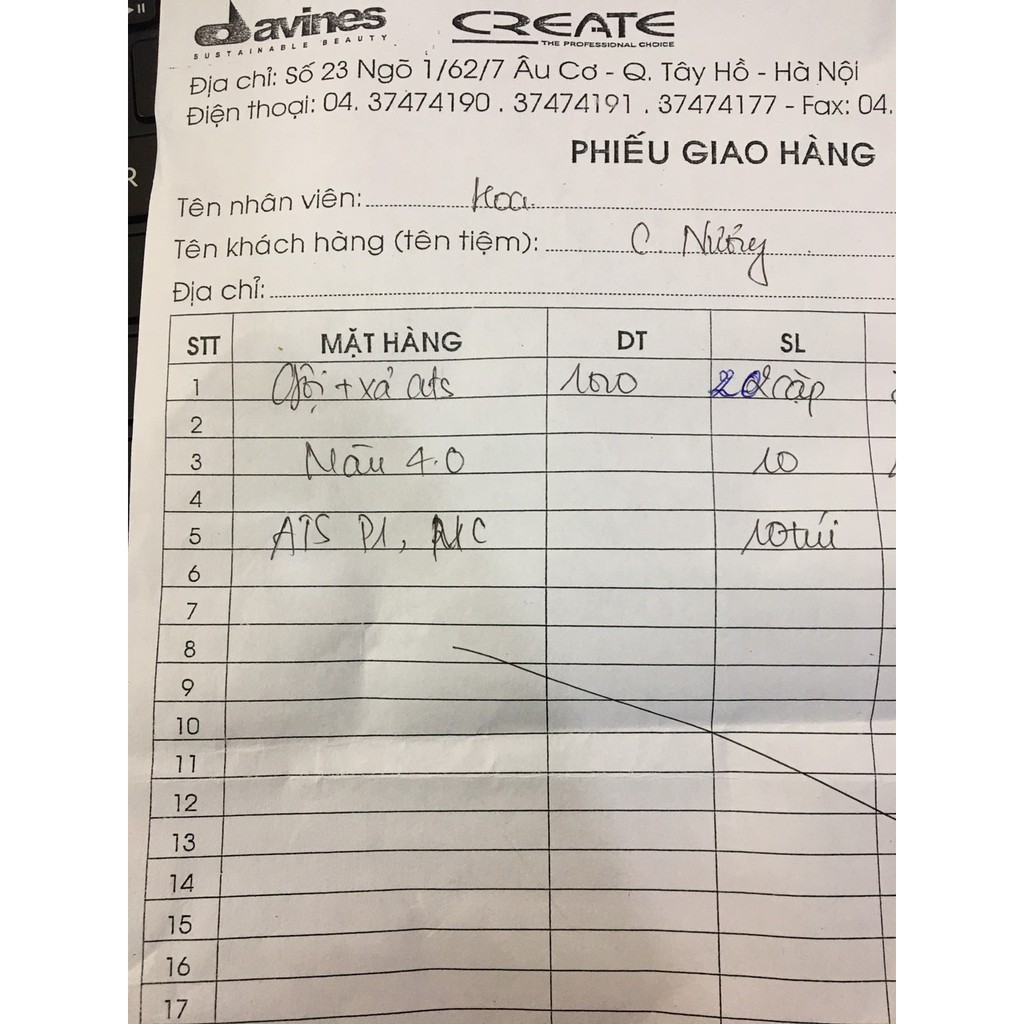 davines CREATE
SUSTAINABLE BEAUTY THE PROFESSIONAL CHOICE
Địa chỉ: Số 23 Ngõ 1/62/7 Âu Cơ - Q. Tây Hồ - Hà Nội
Điện thoại: 04. 37474190 . 37474191 . 37474177 - Fax: 04.
PHIẾU GIAO HÀNG
Tên nhân viên: Hoa
Tên khách hàng (tên tiệm): C. Nương
Địa chỉ:
STT MẶT HÀNG DT SL
1 Gội + xả ats 1000 20 cặp
2
3 Màu 4.0 10
4
5 ATS P1, N C 10 túi
6
7
8
9
10
11
12
13
14
15
16
17